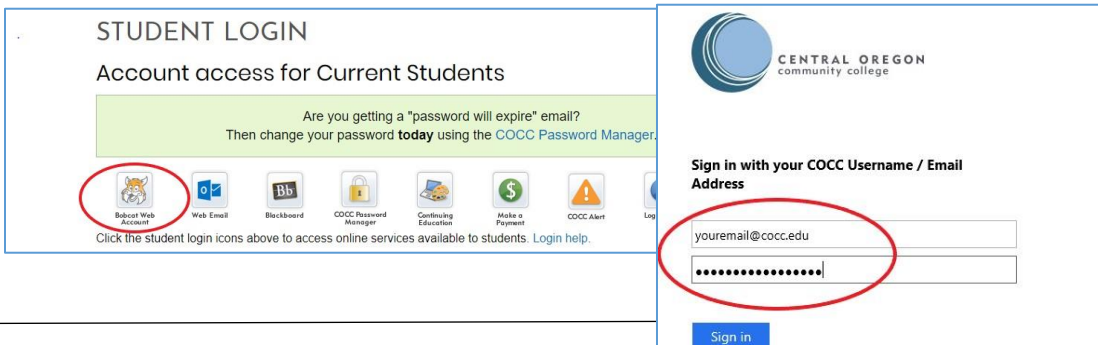 STUDENT LOGIN
Account access for Current Students
Are you getting a "password will expire" email?
Then change your password today using the COCC Password Manager.
Bobcat Web
Account
Web Email
Bb
Blackboard
COCC Password
Manager
Continuing
Education
$
Make a
Payment
COCC Alert
Click the student login icons above to access online services available to students. Login help.
CENTRAL OREGON
community college
Sign in with your COCC Username / Email
Address
youremail@cocc.edu
•••••••••••••••••
Sign in